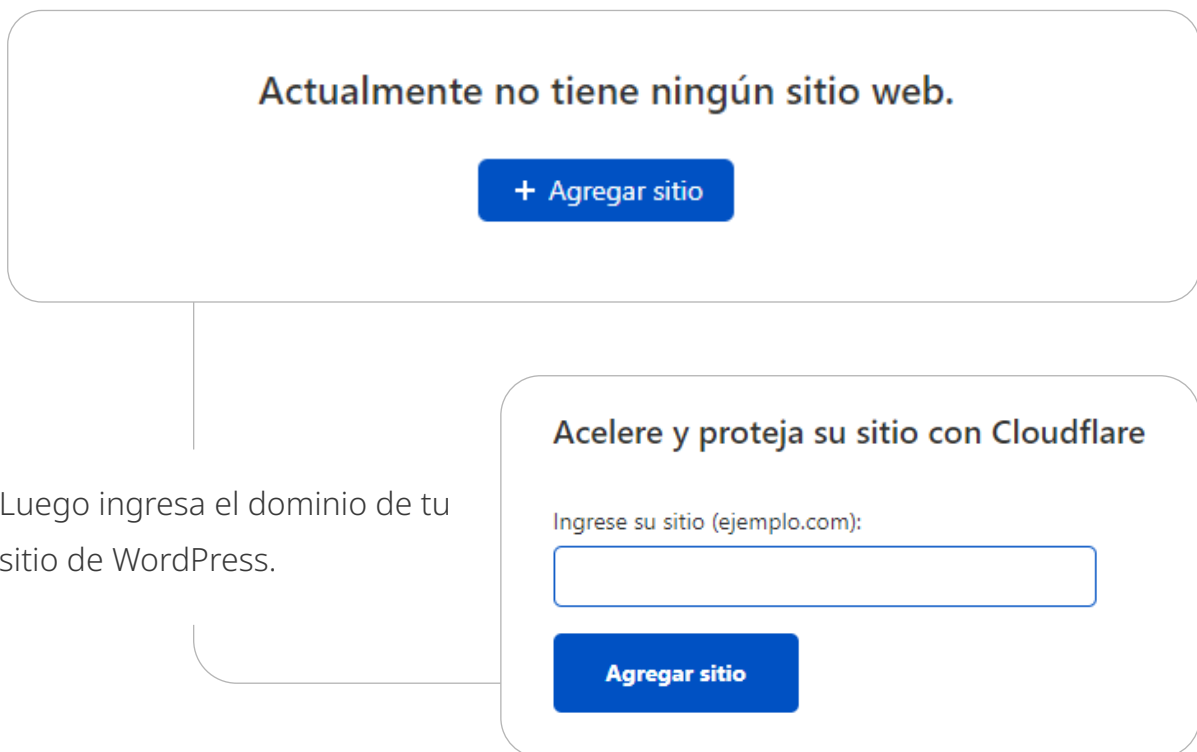 Actualmente no tiene ningún sitio web.
+ Agregar sitio
Luego ingresa el dominio de tu
sitio de WordPress.
Acelere y proteja su sitio con Cloudflare
Ingrese su sitio (ejemplo.com):
Agregar sitio